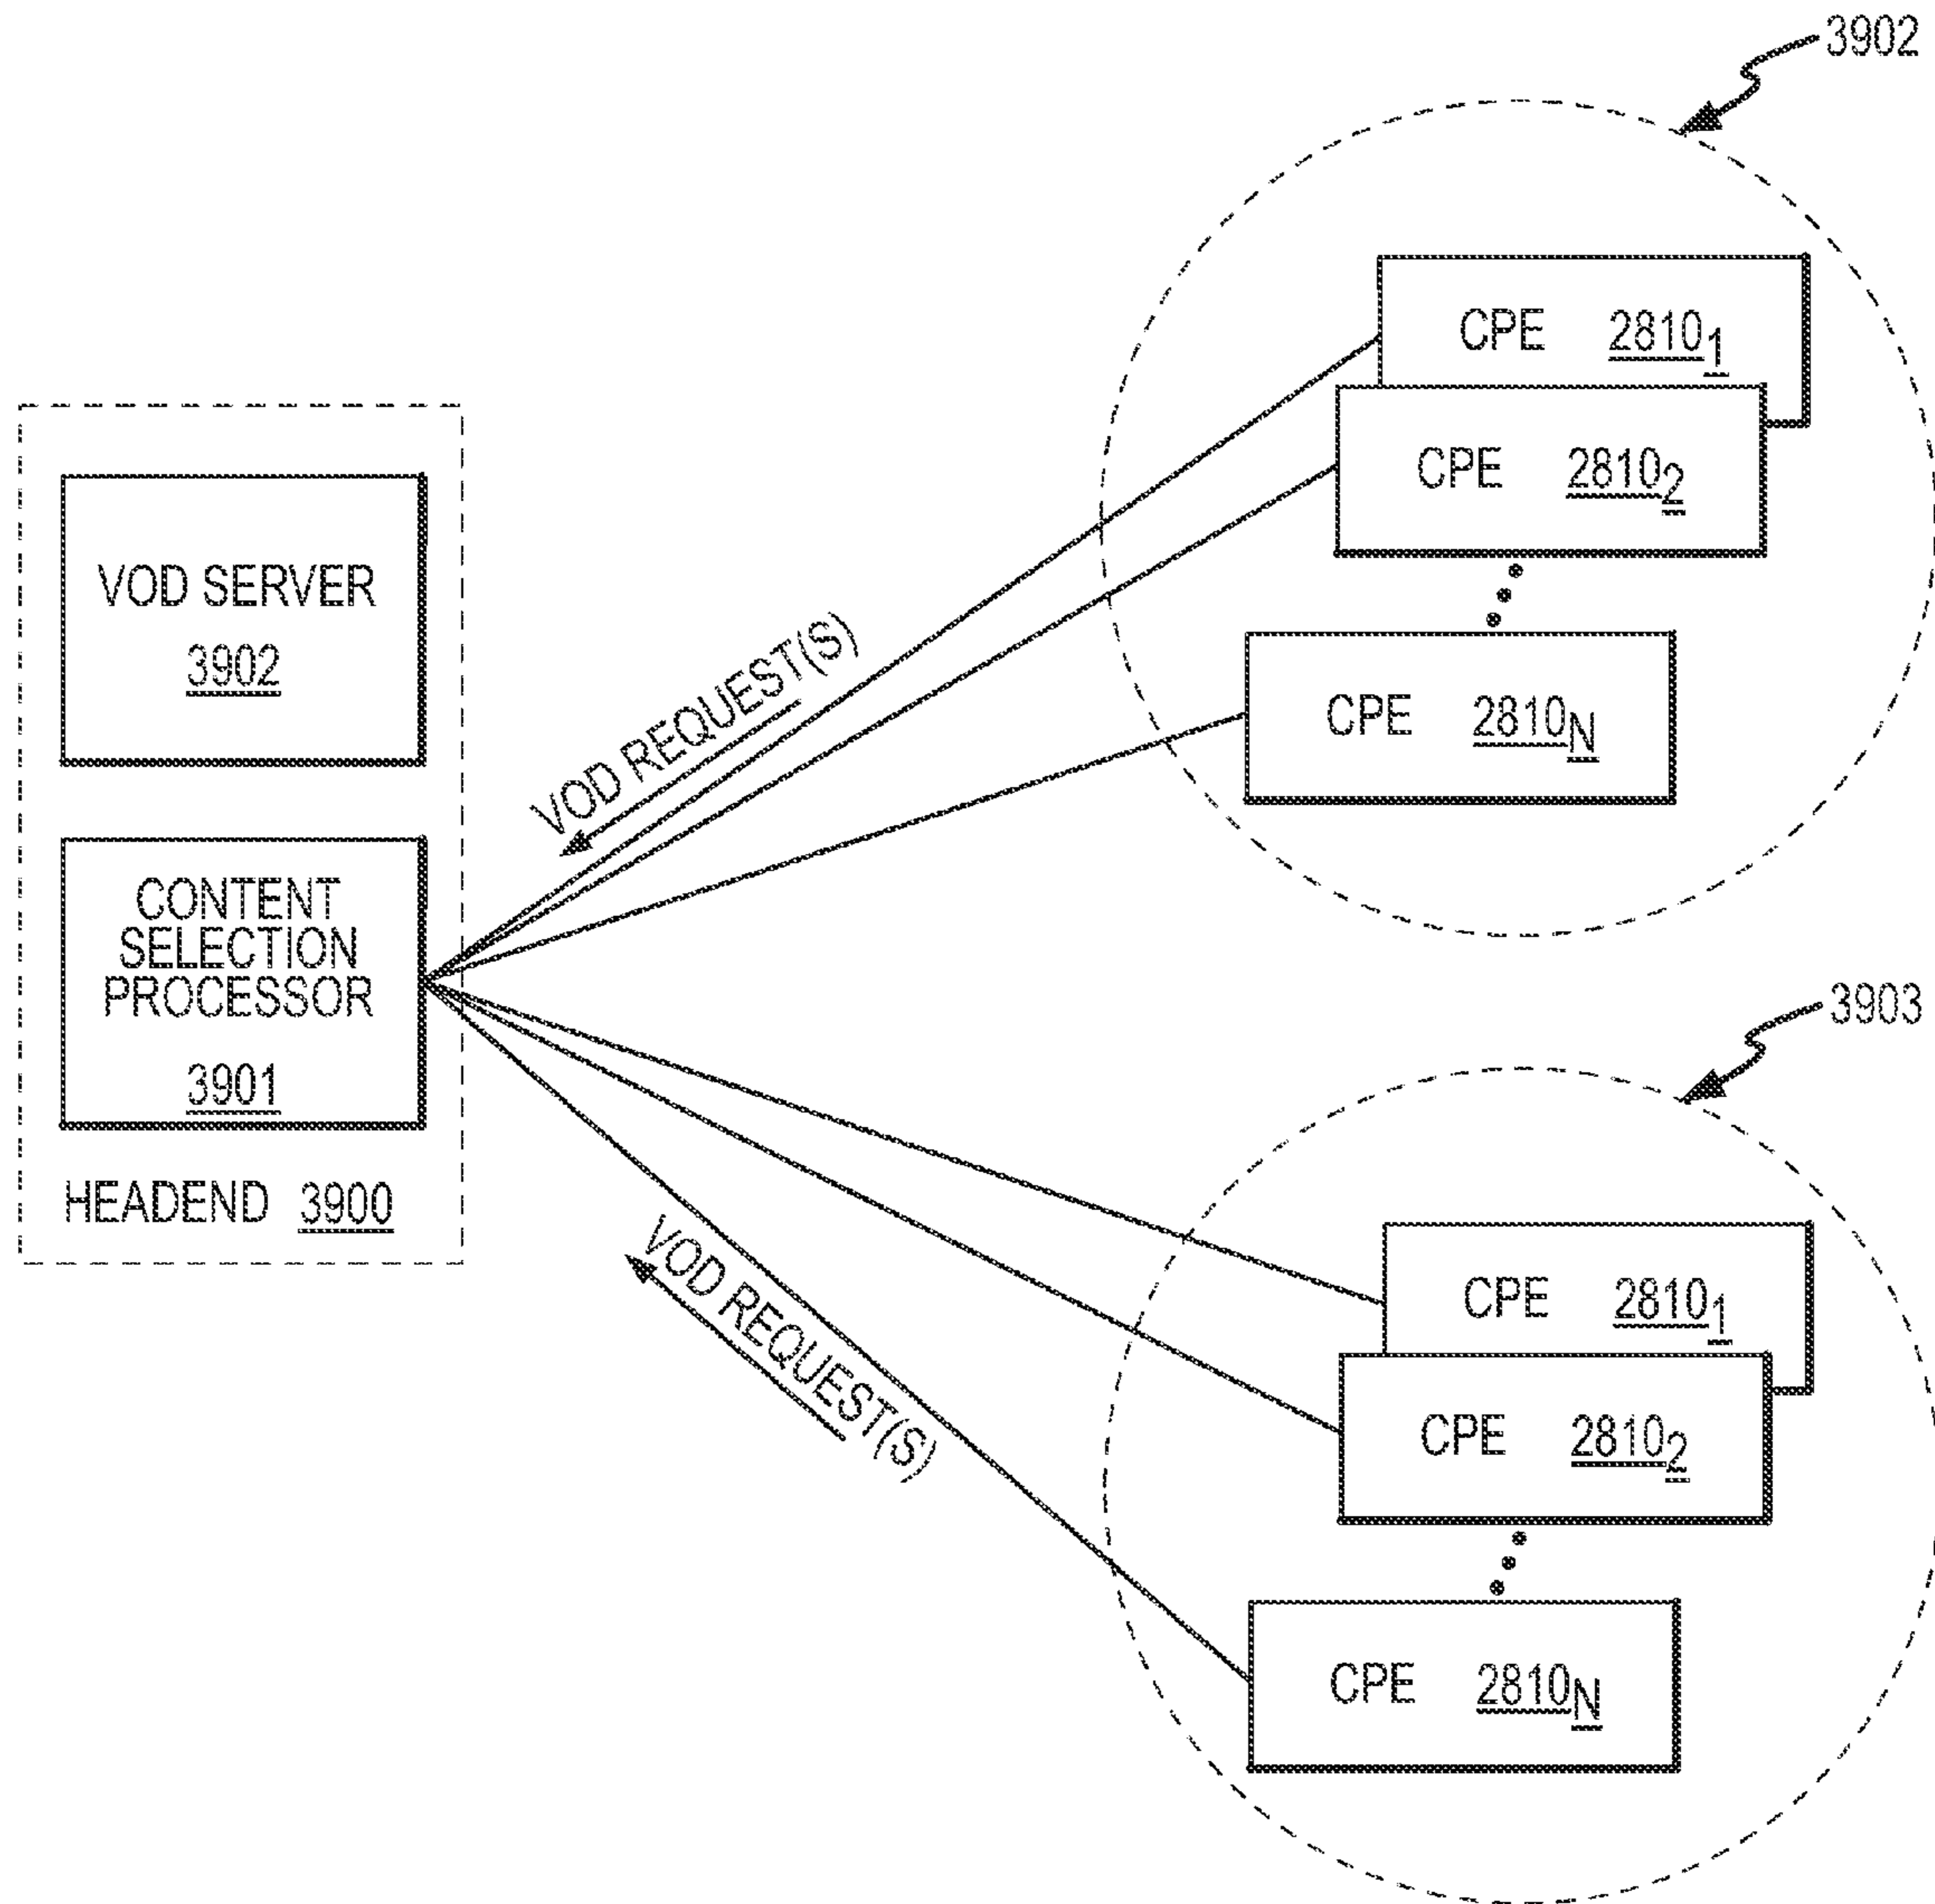 3902
CPE 2810₁
CPE 2810₂
CPE 2810N
VOD SERVER
3902
VOD REQUEST(S)
CONTENT
SELECTION
PROCESSOR
3901
HEADEND 3900
3903
VOD REQUEST(S)
CPE 2810₁
CPE 2810₂
CPE 2810N